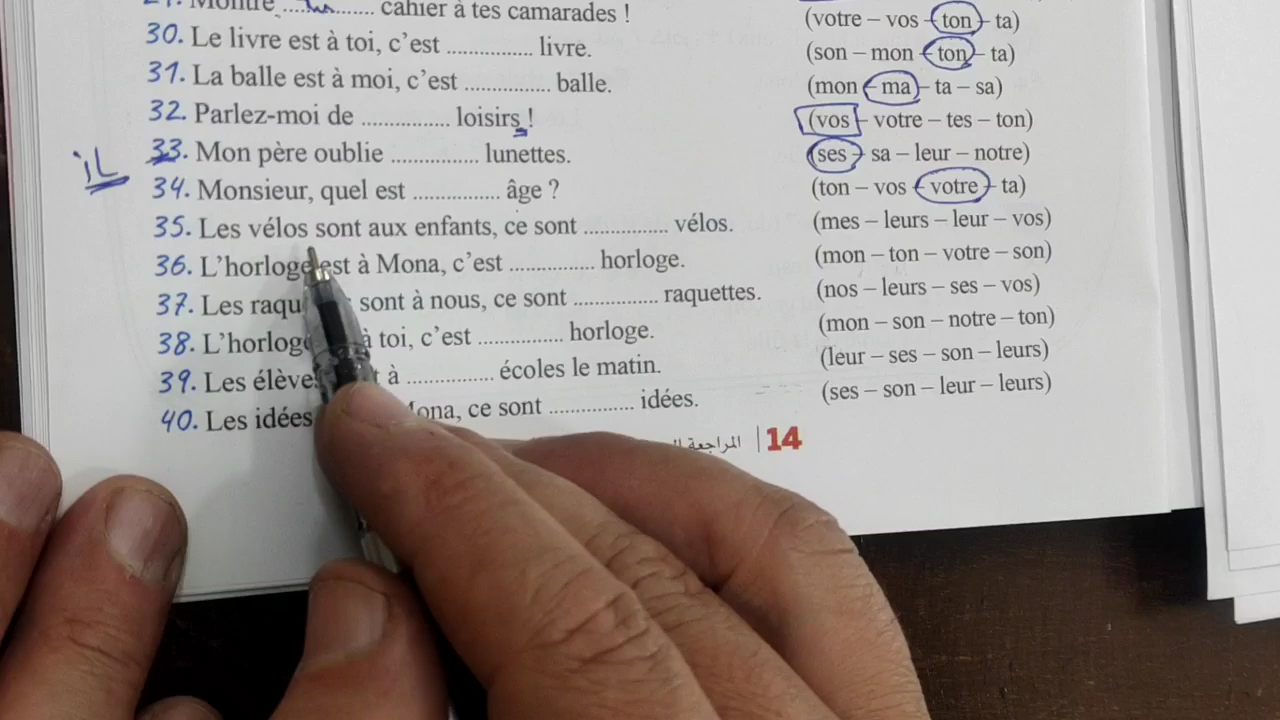 Montre ............ cahier à tes camarades ! (votre – vos – ton – ta)
30. Le livre est à toi, c'est .............. livre. (son – mon – ton – ta)
31. La balle est à moi, c'est .............. balle. (mon – ma – ta – sa)
32. Parlez-moi de .............. loisirs ! (vos – votre – tes – ton)
iL 33. Mon père oublie .............. lunettes. (ses – sa – leur – notre)
34. Monsieur, quel est .............. âge ? (ton – vos – votre – ta)
35. Les vélos sont aux enfants, ce sont .............. vélos. (mes – leurs – leur – vos)
36. L'horloge est à Mona, c'est .............. horloge. (mon – ton – votre – son)
37. Les raqu sont à nous, ce sont .............. raquettes. (nos – leurs – ses – vos)
38. L'horloge à toi, c'est .............. horloge. (mon – son – notre – ton)
39. Les élèves à .............. écoles le matin. (leur – ses – son – leurs)
40. Les idées Mona, ce sont .............. idées. (ses – son – leur – leurs)
14 | المراجعة